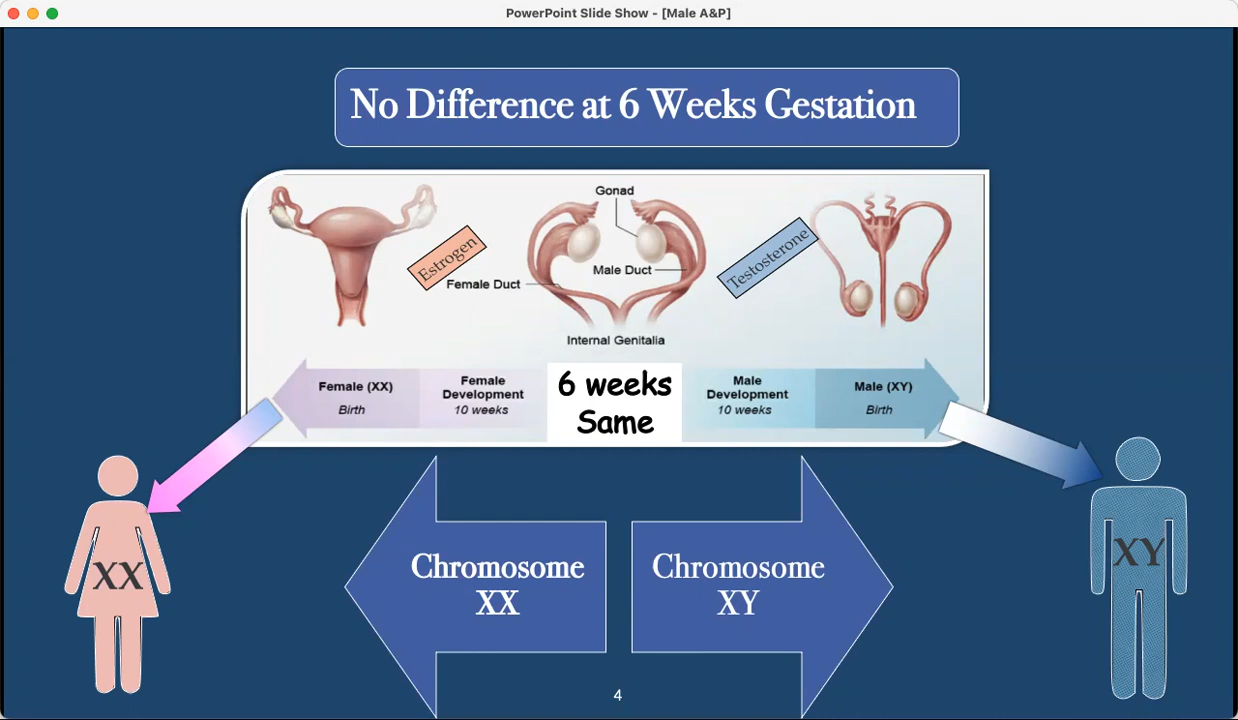 PowerPoint Slide Show - [Male A&P]
No Difference at 6 Weeks Gestation
Gonad
Estrogen
Testosterone
Male Duct
Female Duct
Internal Genitalia
Female (XX)
Birth
Female
Development
10 weeks
6 weeks
Same
Male
Development
10 weeks
Male (XY)
Birth
XX
Chromosome
XX
Chromosome
XY
XY
4